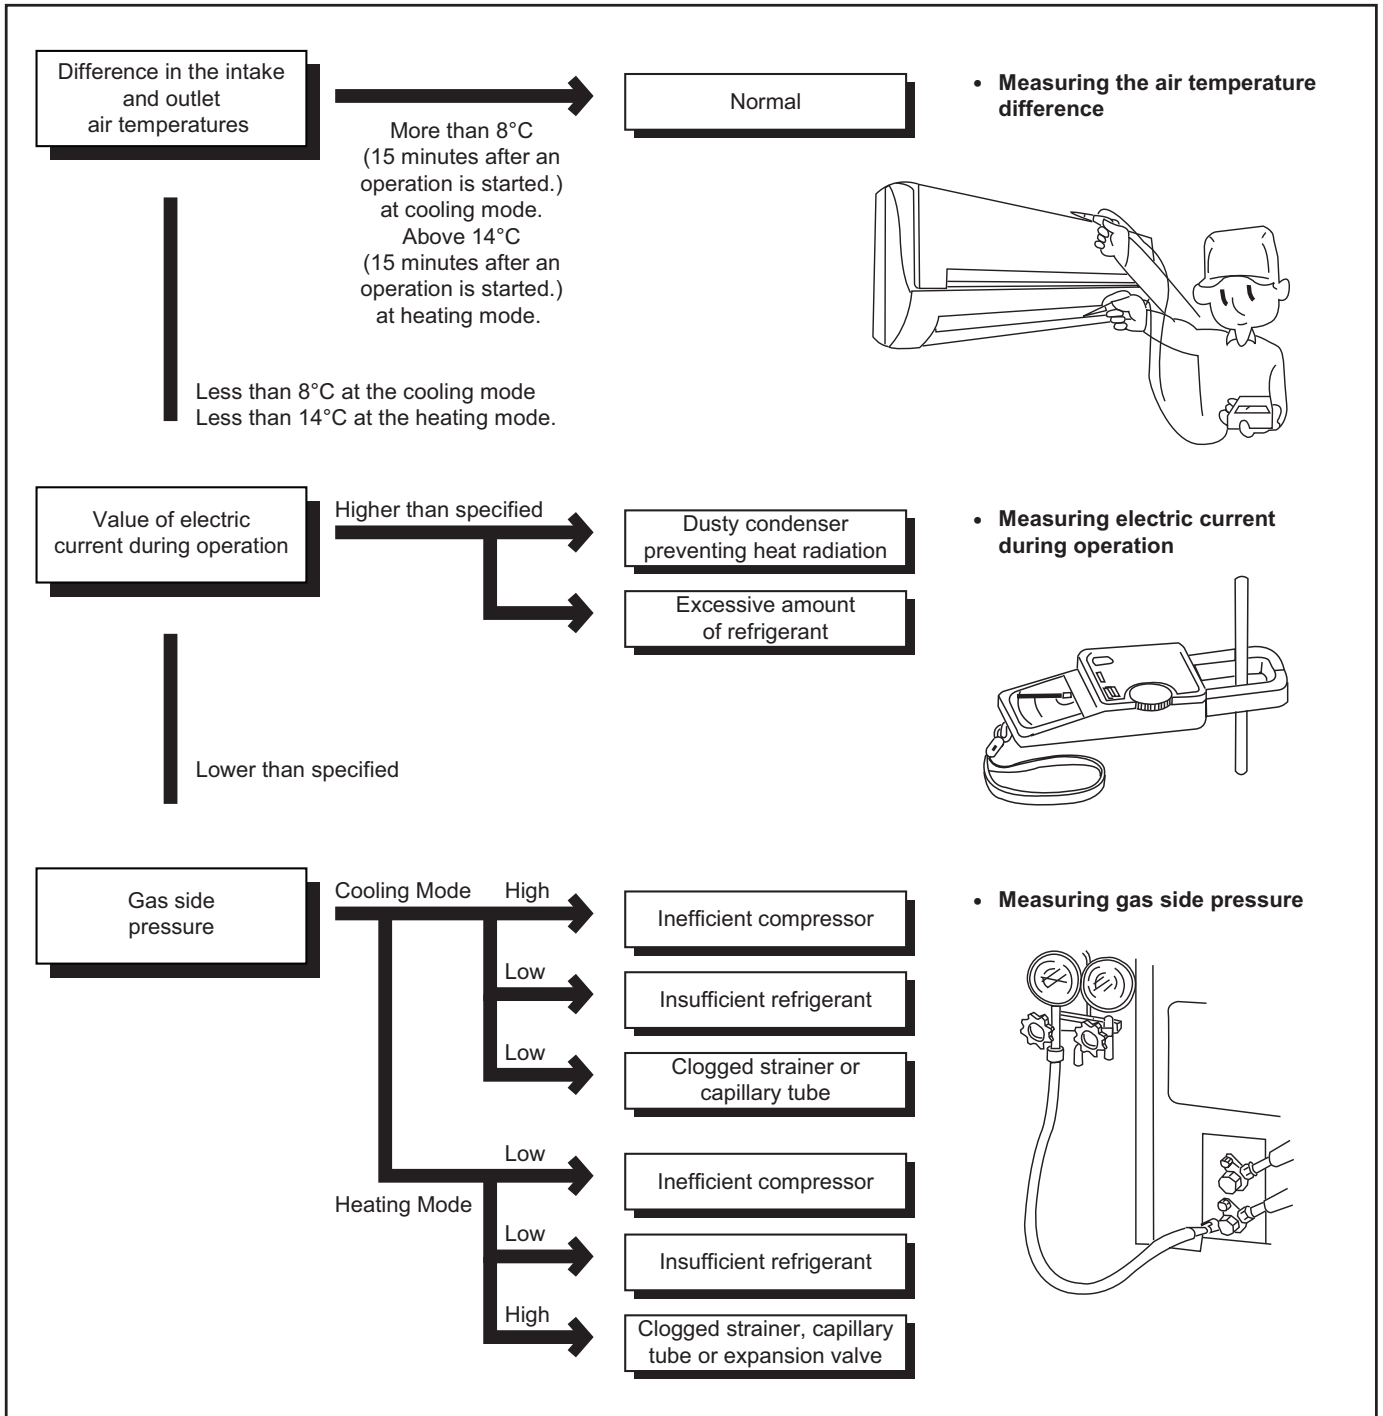 Difference in the intake
and outlet
air temperatures
More than 8°C
(15 minutes after an
operation is started.)
at cooling mode.
Above 14°C
(15 minutes after an
operation is started.)
at heating mode.
Normal
• Measuring the air temperature
difference
Less than 8°C at the cooling mode
Less than 14°C at the heating mode.
Value of electric
current during operation
Higher than specified
Dusty condenser
preventing heat radiation
Excessive amount
of refrigerant
• Measuring electric current
during operation
Lower than specified
Gas side
pressure
Cooling Mode
High
Inefficient compressor
Low
Insufficient refrigerant
Low
Clogged strainer or
capillary tube
Heating Mode
Low
Inefficient compressor
Low
Insufficient refrigerant
High
Clogged strainer, capillary
tube or expansion valve
• Measuring gas side pressure